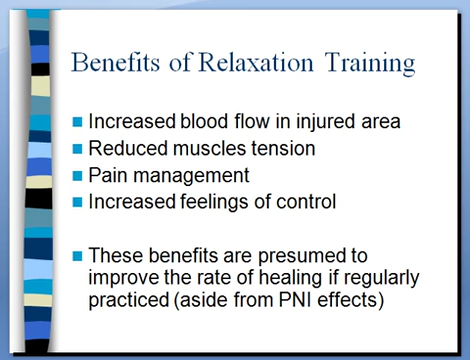 Benefits of Relaxation Training
Increased blood flow in injured area
Reduced muscles tension
Pain management
Increased feelings of control
These benefits are presumed to
improve the rate of healing if regularly
practiced (aside from PNI effects)